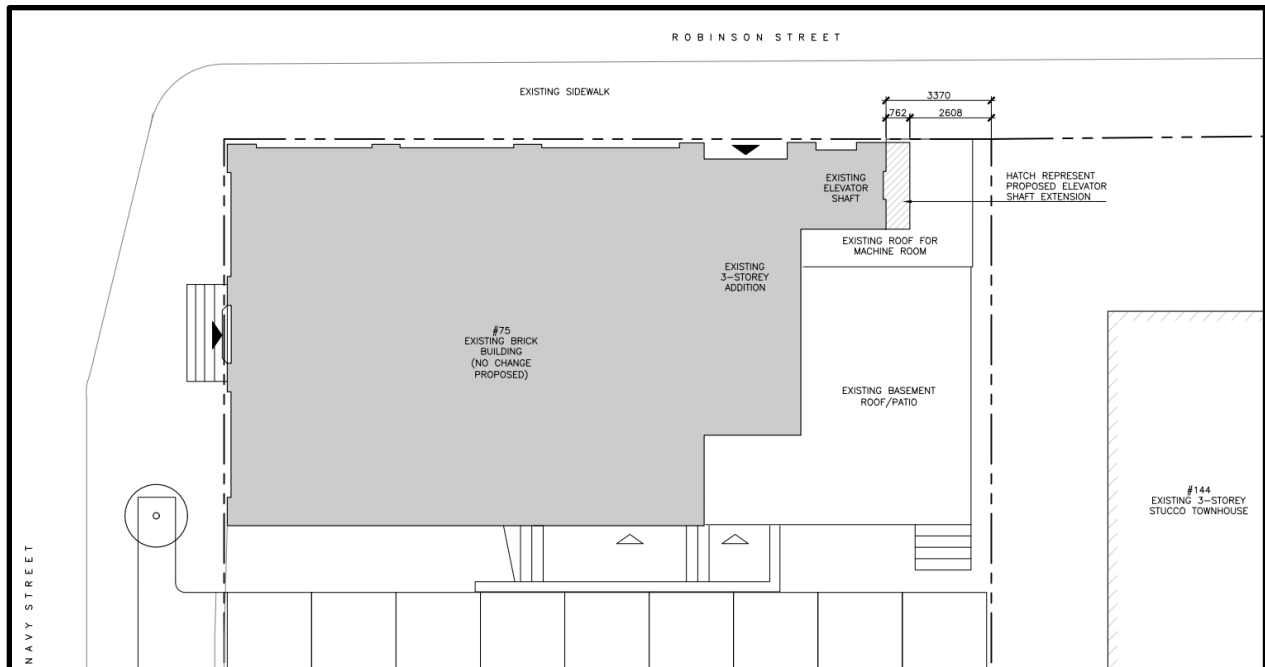 ROBINSON STREET
EXISTING SIDEWALK
3370
762
2608
EXISTING
ELEVATOR
SHAFT
HATCH REPRESENT
PROPOSED ELEVATOR
SHAFT EXTENSION
EXISTING ROOF FOR
MACHINE ROOM
EXISTING
3-STOREY
ADDITION
#75
EXISTING BRICK
BUILDING
(NO CHANGE
PROPOSED)
EXISTING BASEMENT
ROOF/PATIO
#144
EXISTING 3-STOREY
STUCCO TOWNHOUSE
NAVY STREET